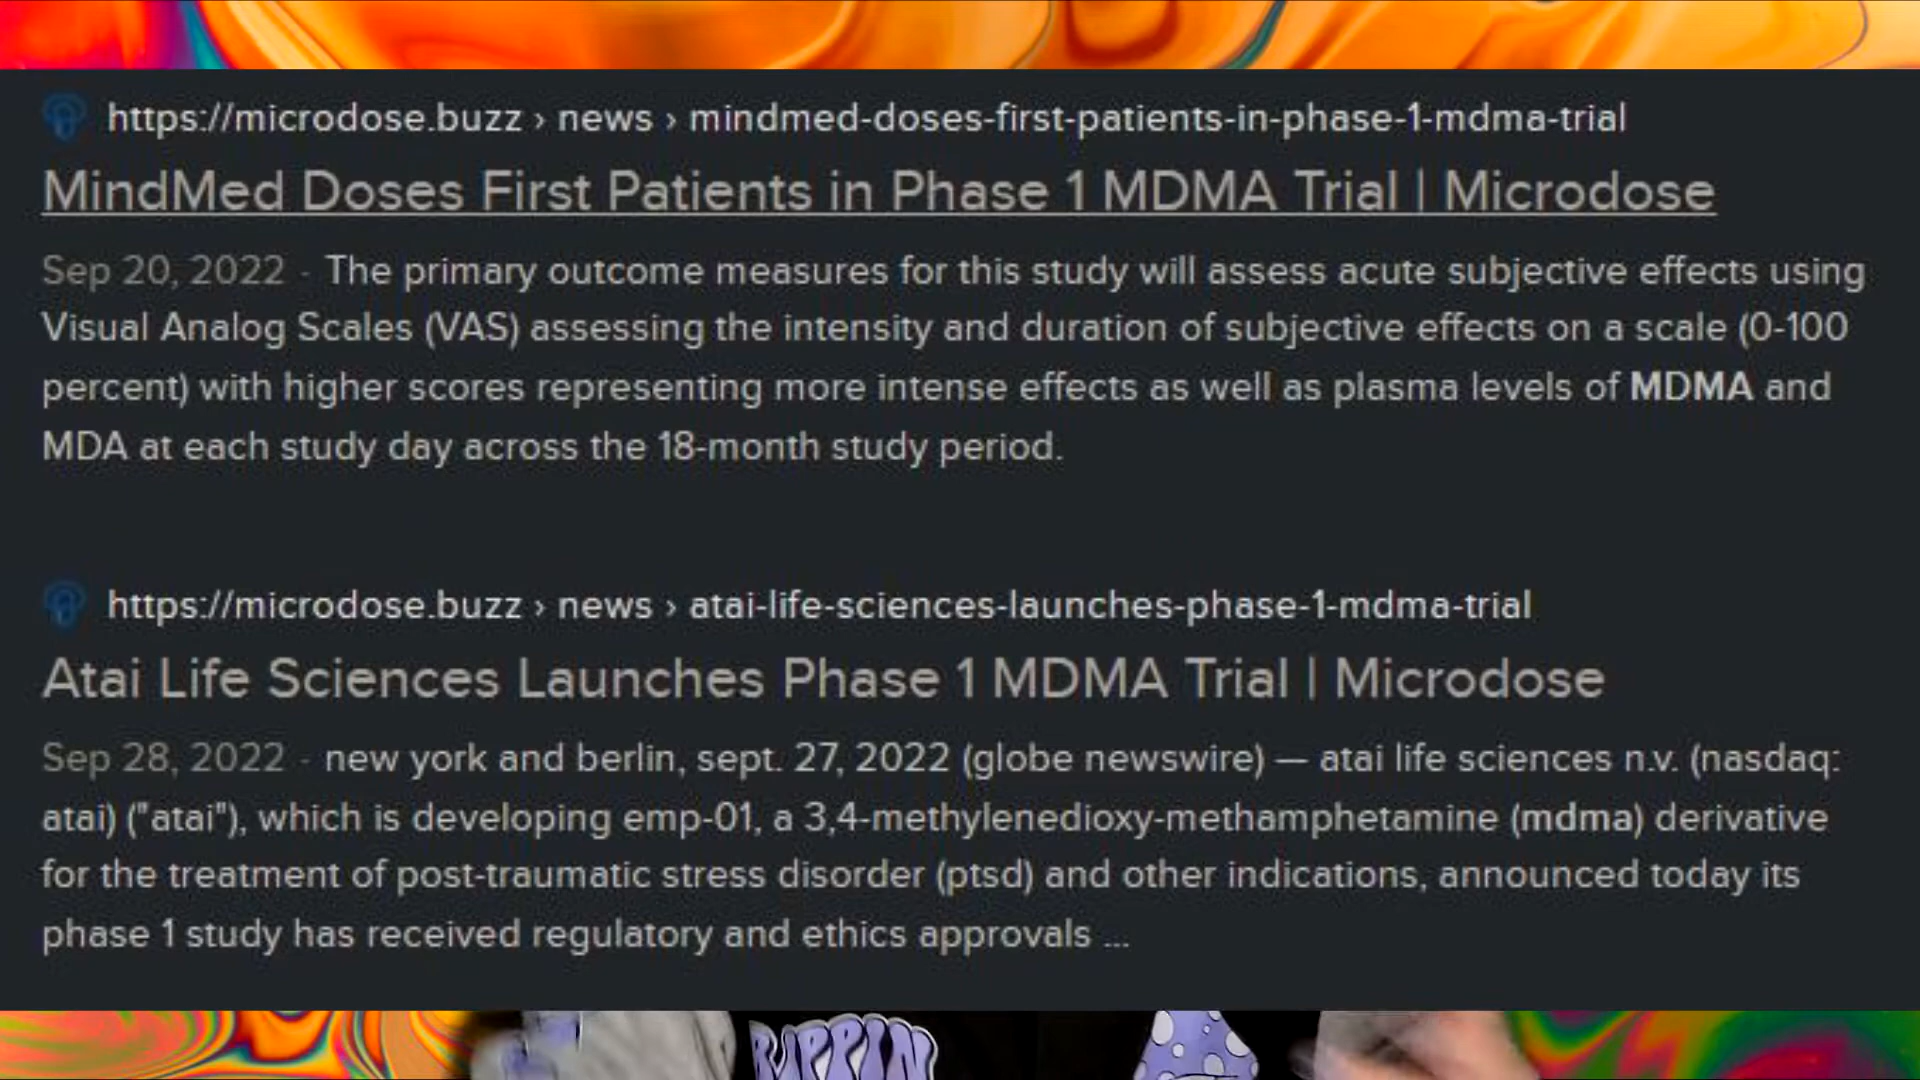 https://microdose.buzz › news › mindmed-doses-first-patients-in-phase-1-mdma-trial
MindMed Doses First Patients in Phase 1 MDMA Trial | Microdose
Sep 20, 2022 - The primary outcome measures for this study will assess acute subjective effects using
Visual Analog Scales (VAS) assessing the intensity and duration of subjective effects on a scale (0-100
percent) with higher scores representing more intense effects as well as plasma levels of MDMA and
MDA at each study day across the 18-month study period.
https://microdose.buzz › news › atai-life-sciences-launches-phase-1-mdma-trial
Atai Life Sciences Launches Phase 1 MDMA Trial | Microdose
Sep 28, 2022 - new york and berlin, sept. 27, 2022 (globe newswire) — atai life sciences n.v. (nasdaq:
atai) ("atai"), which is developing emp-01, a 3,4-methylenedioxy-methamphetamine (mdma) derivative
for the treatment of post-traumatic stress disorder (ptsd) and other indications, announced today its
phase 1 study has received regulatory and ethics approvals ...